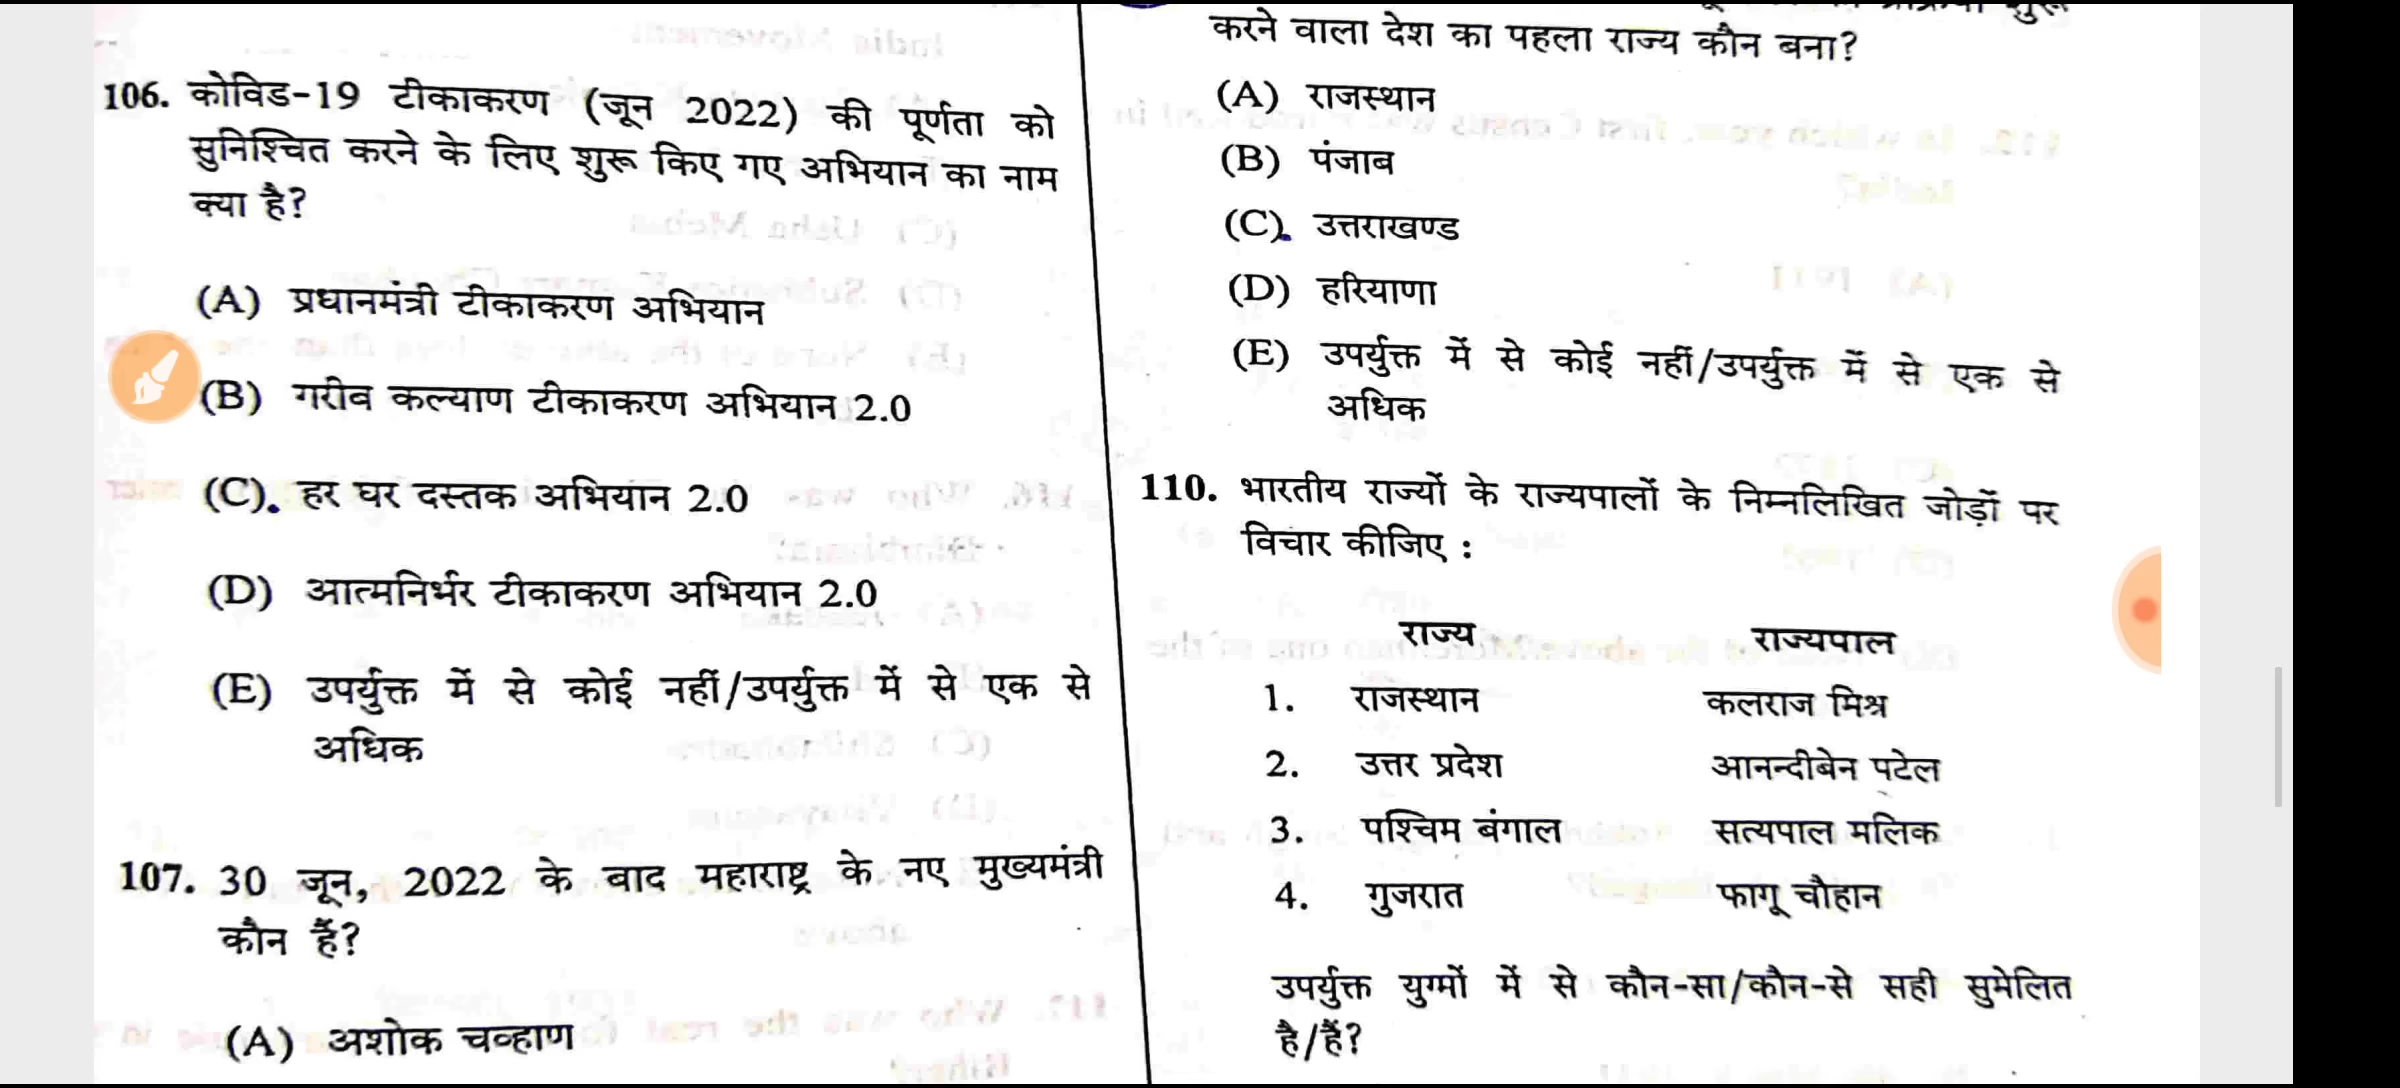 106. कोविड-19 टीकाकरण (जून 2022) की पूर्णता को
सुनिश्चित करने के लिए शुरू किए गए अभियान का नाम
क्या है?
(A) प्रधानमंत्री टीकाकरण अभियान
(B) गरीब कल्याण टीकाकरण अभियान 2.0
(C). हर घर दस्तक अभियान 2.0
(D) आत्मनिर्भर टीकाकरण अभियान 2.0
(E) उपर्युक्त में से कोई नहीं/उपर्युक्त में से एक से
अधिक
107. 30 जून, 2022 के बाद महाराष्ट्र के नए मुख्यमंत्री
कौन हैं?
(A) अशोक चव्हाण
करने वाला देश का पहला राज्य कौन बना?
(A) राजस्थान
(B) पंजाब
(C). उत्तराखण्ड
(D) हरियाणा
(E) उपर्युक्त में से कोई नहीं/उपर्युक्त में से एक से
अधिक
110. भारतीय राज्यों के राज्यपालों के निम्नलिखित जोड़ों पर
विचार कीजिए :
राज्य राज्यपाल
1. राजस्थान कलराज मिश्र
2. उत्तर प्रदेश आनन्दीबेन पटेल
3. पश्चिम बंगाल सत्यपाल मलिक
4. गुजरात फागू चौहान
उपर्युक्त युग्मों में से कौन-सा/कौन-से सही सुमेलित
है/हैं?